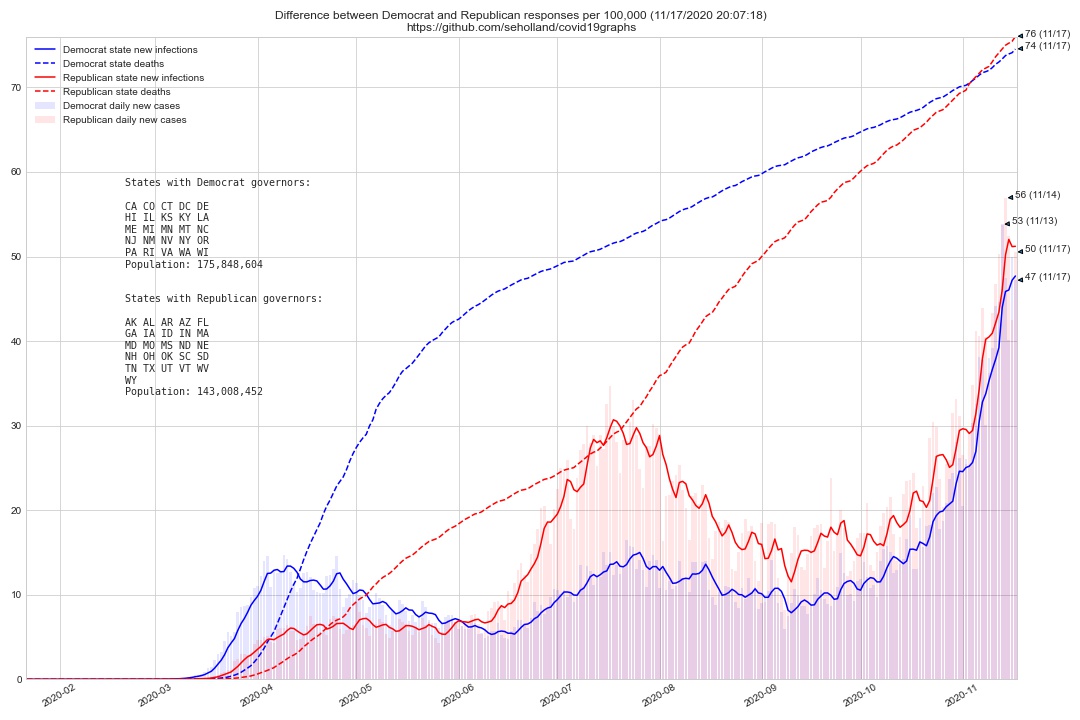 Difference between Democrat and Republican responses per 100,000 (11/17/2020 20:07:18)
https://github.com/seholland/covid19graphs
Democrat state new infections
Democrat state deaths
Republican state new infections
Republican state deaths
Democrat daily new cases
Republican daily new cases
States with Democrat governors:
CA CO CT DC DE
HI IL KS KY LA
ME MI MN MT NC
NJ NM NV NY OR
PA RI VA WA WI
Population: 175,848,604
States with Republican governors:
AK AL AR AZ FL
GA IA ID IN MA
MD MO MS ND NE
NH OH OK SC SD
TN TX UT VT WV
WY
Population: 143,008,452
76 (11/17)
74 (11/17)
56 (11/14)
53 (11/13)
50 (11/17)
47 (11/17)
70
60
50
40
30
20
10
0
2020-02
2020-03
2020-04
2020-05
2020-06
2020-07
2020-08
2020-09
2020-10
2020-11